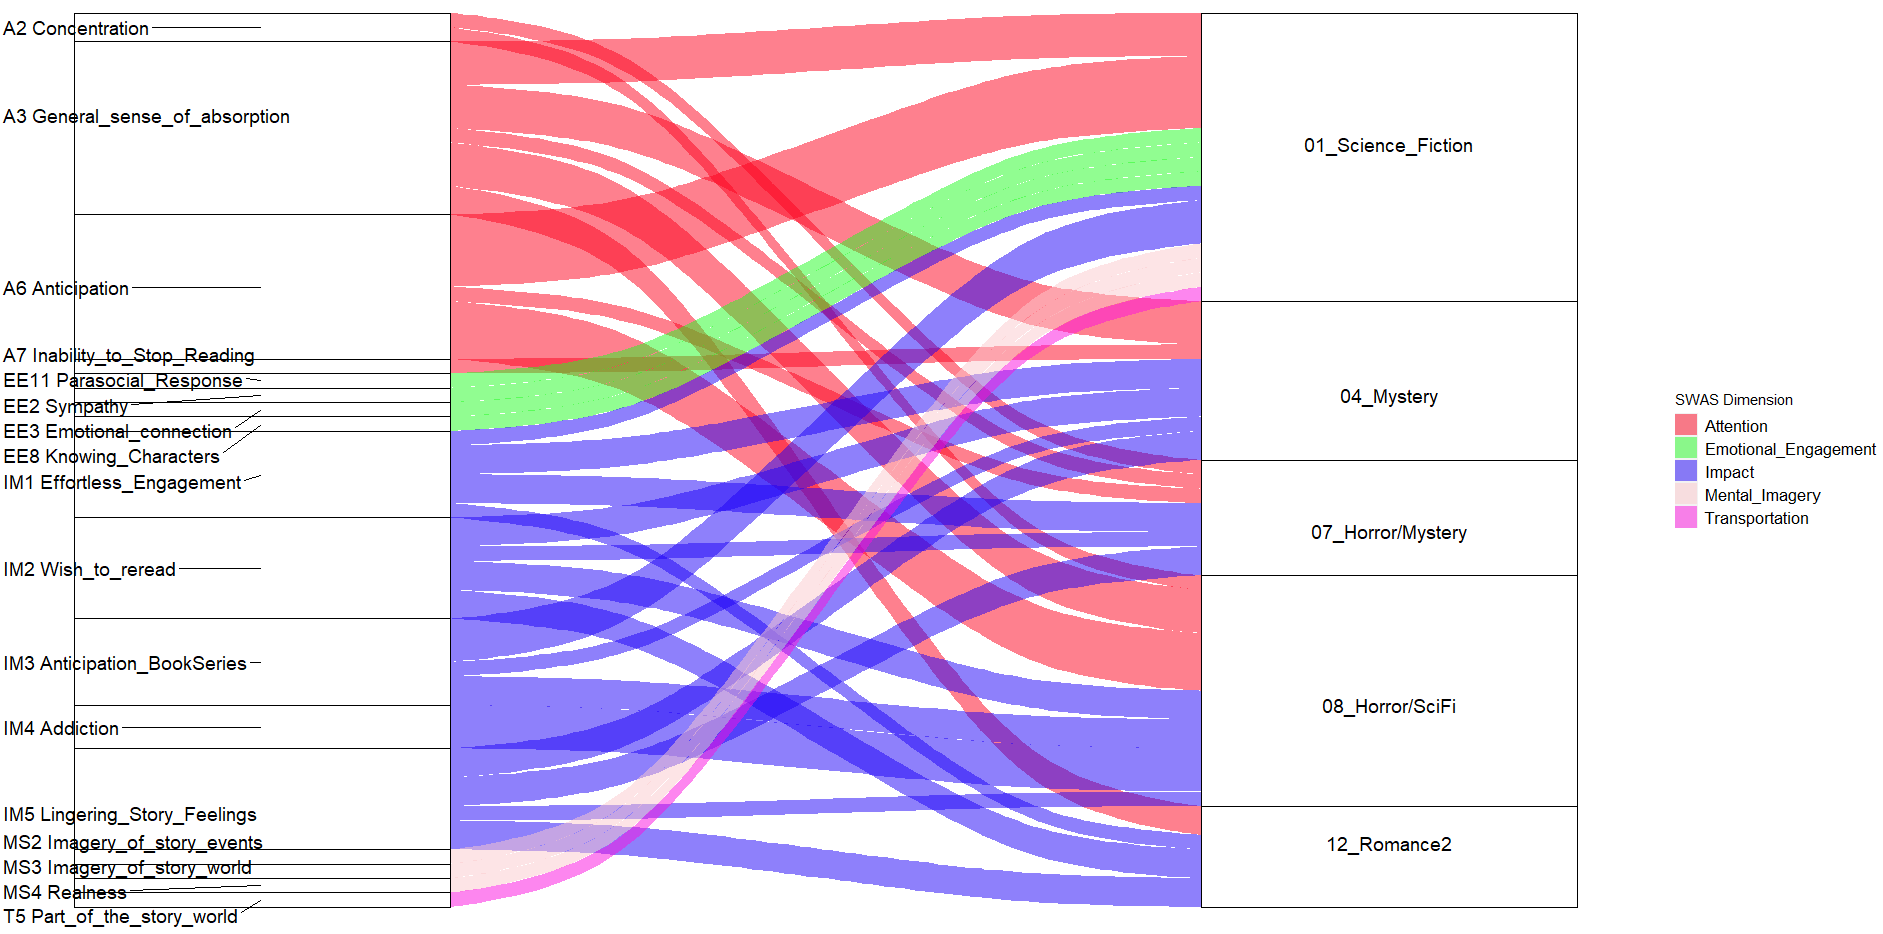 A2 Concentration
A3 General_sense_of_absorption
A6 Anticipation
A7 Inability_to_Stop_Reading
EE11 Parasocial_Response
EE2 Sympathy
EE3 Emotional_connection
EE8 Knowing_Characters
IM1 Effortless_Engagement
IM2 Wish_to_reread
IM3 Anticipation_BookSeries
IM4 Addiction
IM5 Lingering_Story_Feelings
MS2 Imagery_of_story_events
MS3 Imagery_of_story_world
MS4 Realness
T5 Part_of_the_story_world
01_Science_Fiction
04_Mystery
07_Horror/Mystery
08_Horror/SciFi
12_Romance2
SWAS Dimension
Attention
Emotional_Engagement
Impact
Mental_Imagery
Transportation